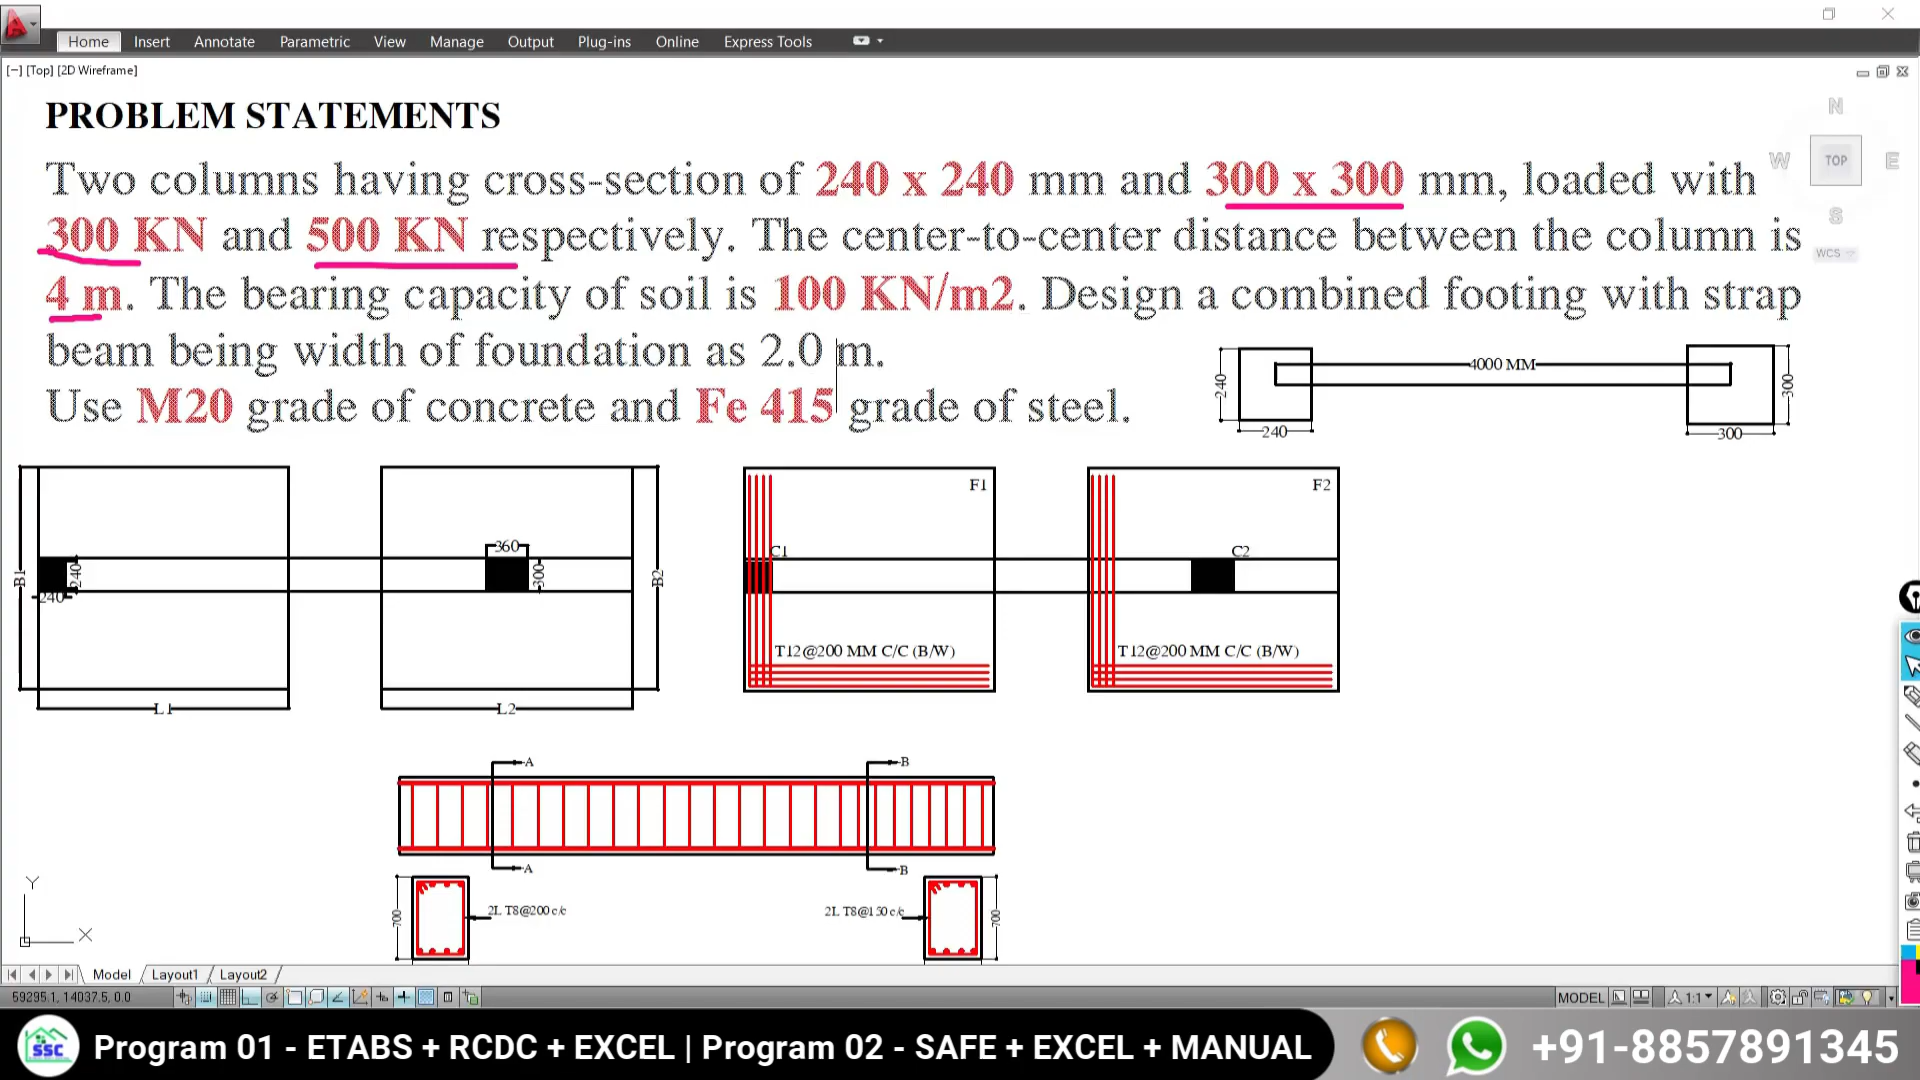 Home Insert Annotate Parametric View Manage Output Plug-ins Online Express Tools
[−] [Top] [2D Wireframe]
N
W TOP E
S
WCS
PROBLEM STATEMENTS
Two columns having cross-section of 240 x 240 mm and 300 x 300 mm, loaded with
300 KN and 500 KN respectively. The center-to-center distance between the column is
4 m. The bearing capacity of soil is 100 KN/m2. Design a combined footing with strap
beam being width of foundation as 2.0 m.
Use M20 grade of concrete and Fe 415 grade of steel.
240 4000 MM 300
240 300
B1 240 360 300 B2
240
L1 L2
F1 F2
C1 C2
T12@200 MM C/C (B/W) T12@200 MM C/C (B/W)
A B
A B
700 2L T8@200 c/c 2L T8@150 c/c 700
Y
X
Model Layout1 Layout2
59295.1, 14037.5, 0.0 MODEL 1:1
SSC Program 01 - ETABS + RCDC + EXCEL | Program 02 - SAFE + EXCEL + MANUAL +91-8857891345